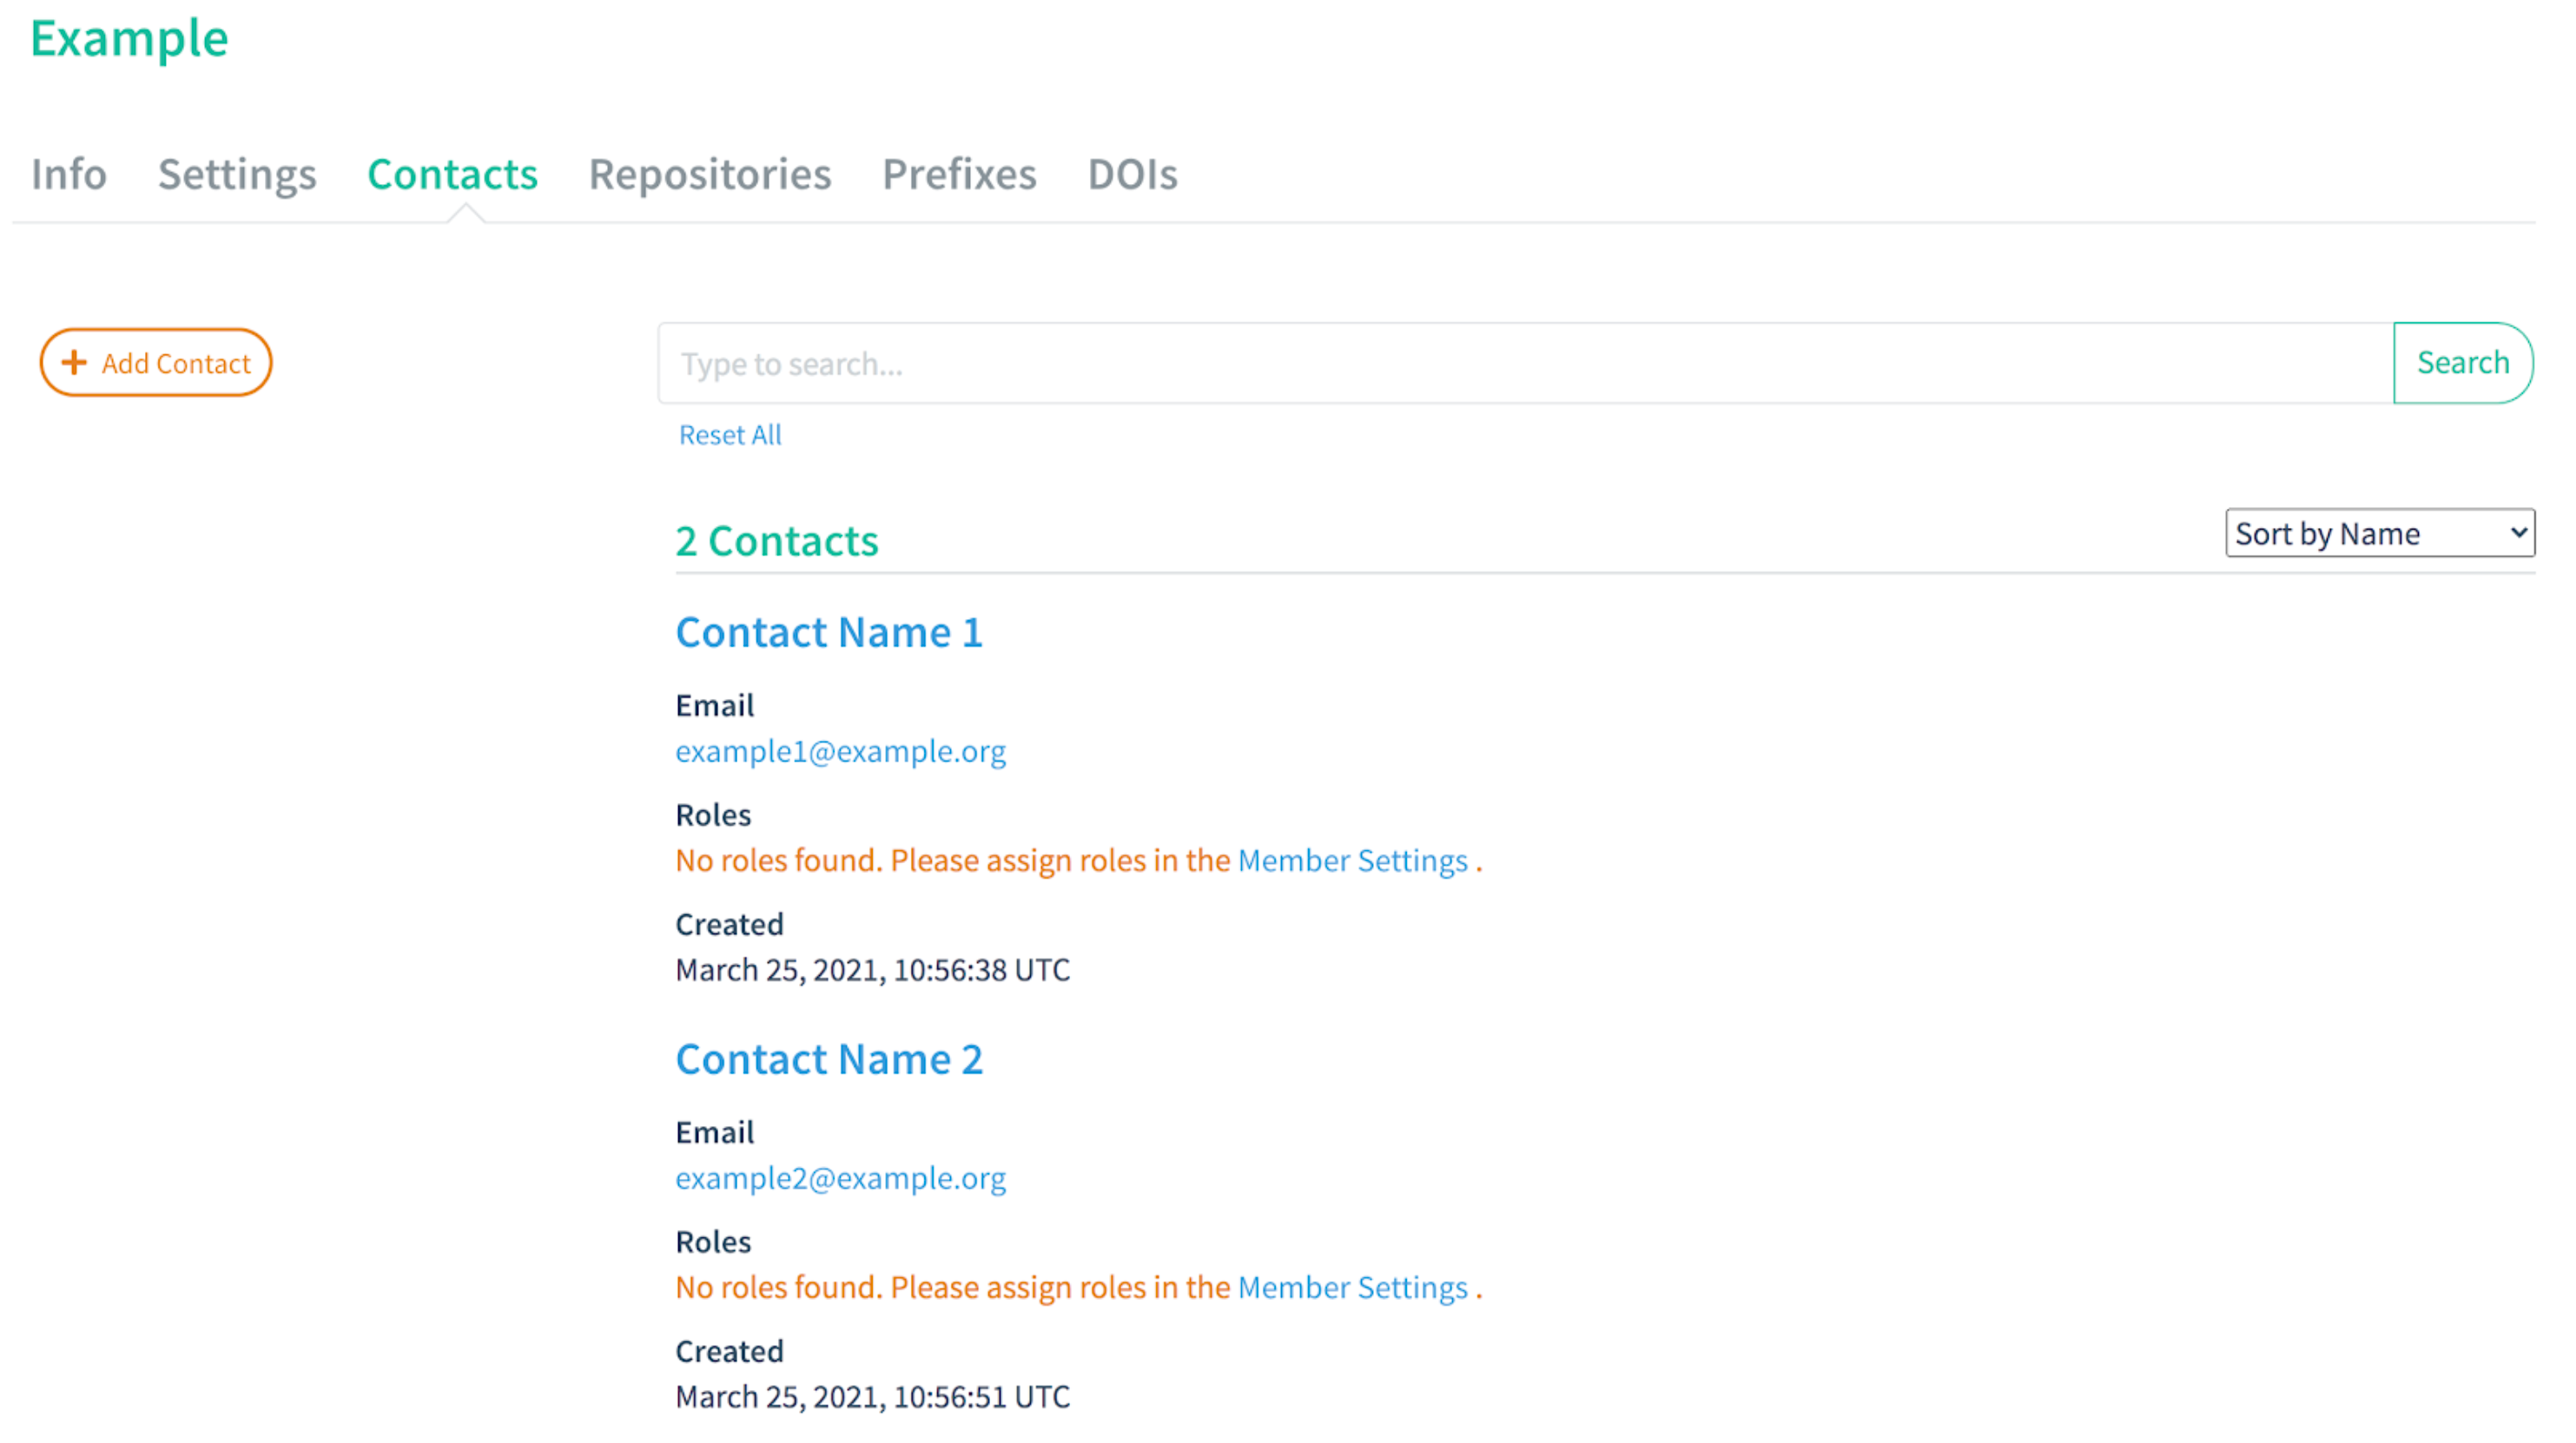 Example
Info Settings Contacts Repositories Prefixes DOIs
+ Add Contact
Type to search...
Search
Reset All
2 Contacts
Sort by Name
Contact Name 1
Email
example1@example.org
Roles
No roles found. Please assign roles in the Member Settings .
Created
March 25, 2021, 10:56:38 UTC
Contact Name 2
Email
example2@example.org
Roles
No roles found. Please assign roles in the Member Settings .
Created
March 25, 2021, 10:56:51 UTC